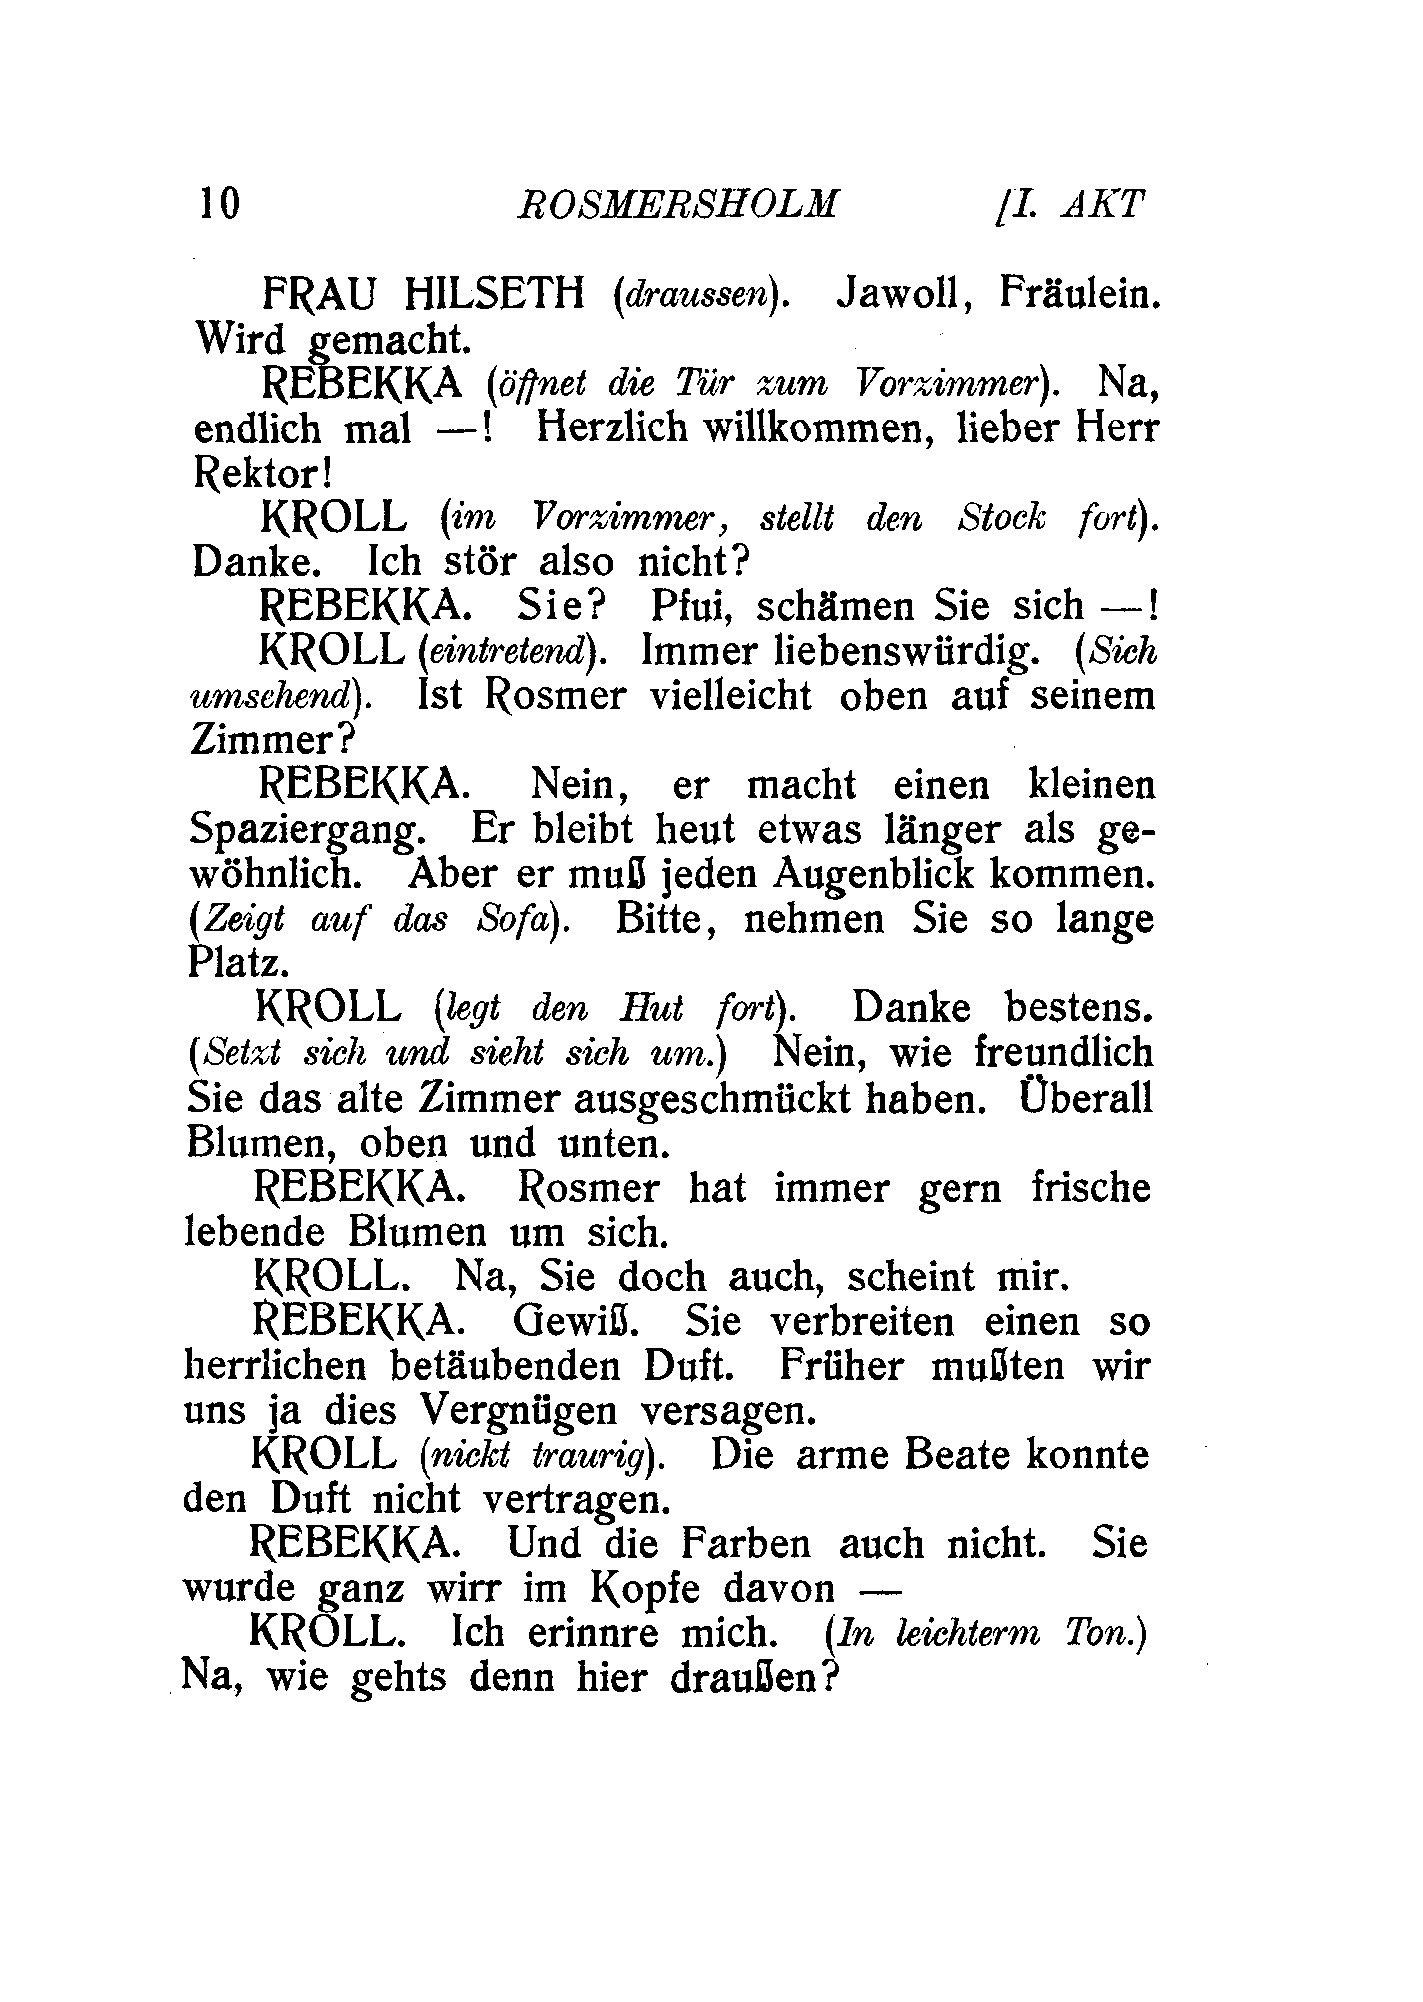 10 ROSMERSHOLM [I. AKT
FRAU HILSETH (draussen). Jawoll, Fräulein.
Wird gemacht.
REBEKKA (öffnet die Tür zum Vorzimmer). Na,
endlich mal —! Herzlich willkommen, lieber Herr
Rektor!
KROLL (im Vorzimmer, stellt den Stock fort).
Danke. Ich stör also nicht?
REBEKKA. Sie? Pfui, schämen Sie sich —!
KROLL (eintretend). Immer liebenswürdig. (Sich
umsehend). Ist Rosmer vielleicht oben auf seinem
Zimmer?
REBEKKA. Nein, er macht einen kleinen
Spaziergang. Er bleibt heut etwas länger als ge-
wöhnlich. Aber er muß jeden Augenblick kommen.
(Zeigt auf das Sofa). Bitte, nehmen Sie so lange
Platz.
KROLL (legt den Hut fort). Danke bestens.
(Setzt sich und sieht sich um.) Nein, wie freundlich
Sie das alte Zimmer ausgeschmückt haben. Überall
Blumen, oben und unten.
REBEKKA. Rosmer hat immer gern frische
lebende Blumen um sich.
KROLL. Na, Sie doch auch, scheint mir.
REBEKKA. Gewiß. Sie verbreiten einen so
herrlichen betäubenden Duft. Früher mußten wir
uns ja dies Vergnügen versagen.
KROLL (nickt traurig). Die arme Beate konnte
den Duft nicht vertragen.
REBEKKA. Und die Farben auch nicht. Sie
wurde ganz wirr im Kopfe davon —
KROLL. Ich erinnre mich. (In leichterm Ton.)
Na, wie gehts denn hier draußen?